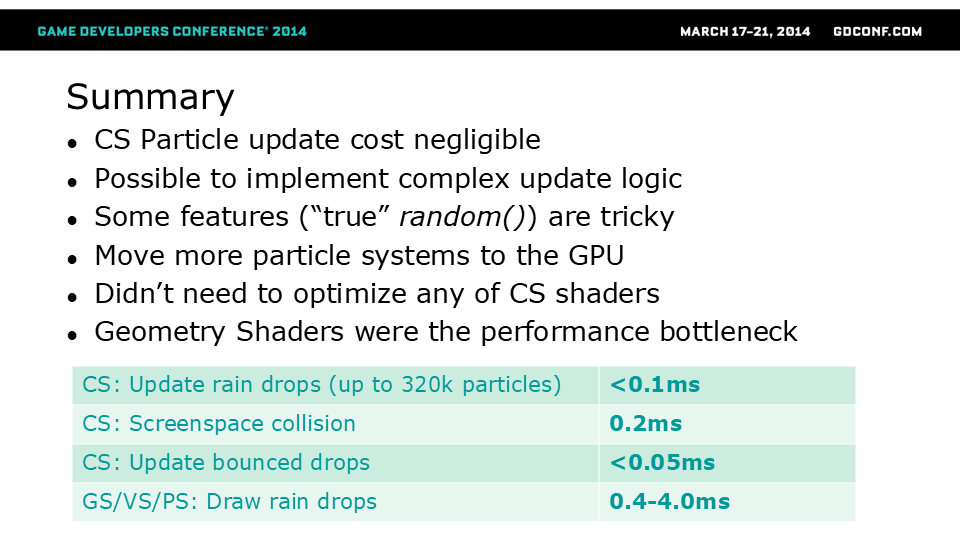 GAME DEVELOPERS CONFERENCE® 2014 MARCH 17–21, 2014 GDCONF.COM
Summary
• CS Particle update cost negligible
• Possible to implement complex update logic
• Some features (“true” random()) are tricky
• Move more particle systems to the GPU
• Didn’t need to optimize any of CS shaders
• Geometry Shaders were the performance bottleneck
CS: Update rain drops (up to 320k particles) <0.1ms
CS: Screenspace collision 0.2ms
CS: Update bounced drops <0.05ms
GS/VS/PS: Draw rain drops 0.4-4.0ms